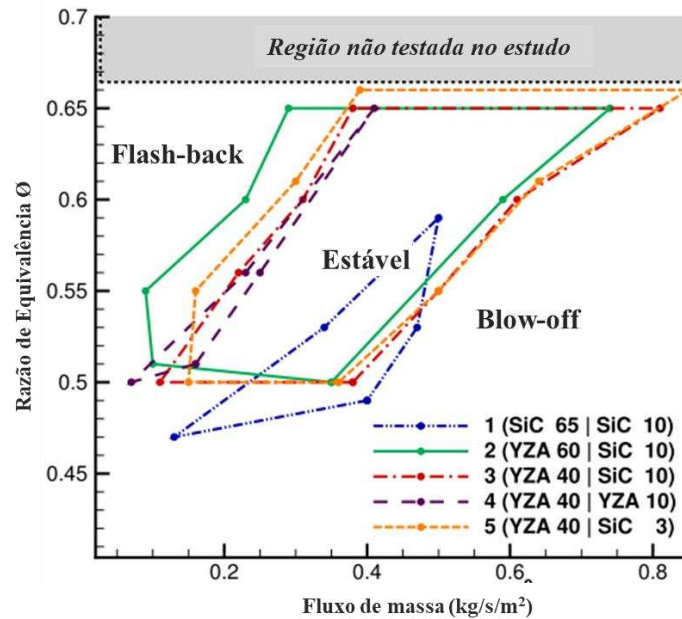 0.7
Região não testada no estudo
0.65
Flash-back
0.6
Estável
0.55
Blow-off
0.5
0.45
Razão de Equivalência Ø
1 (SiC 65 | SiC 10)
2 (YZA 60 | SiC 10)
3 (YZA 40 | SiC 10)
4 (YZA 40 | YZA 10)
5 (YZA 40 | SiC 3)
0.2 0.4 0.6 0.8
Fluxo de massa (kg/s/m²)